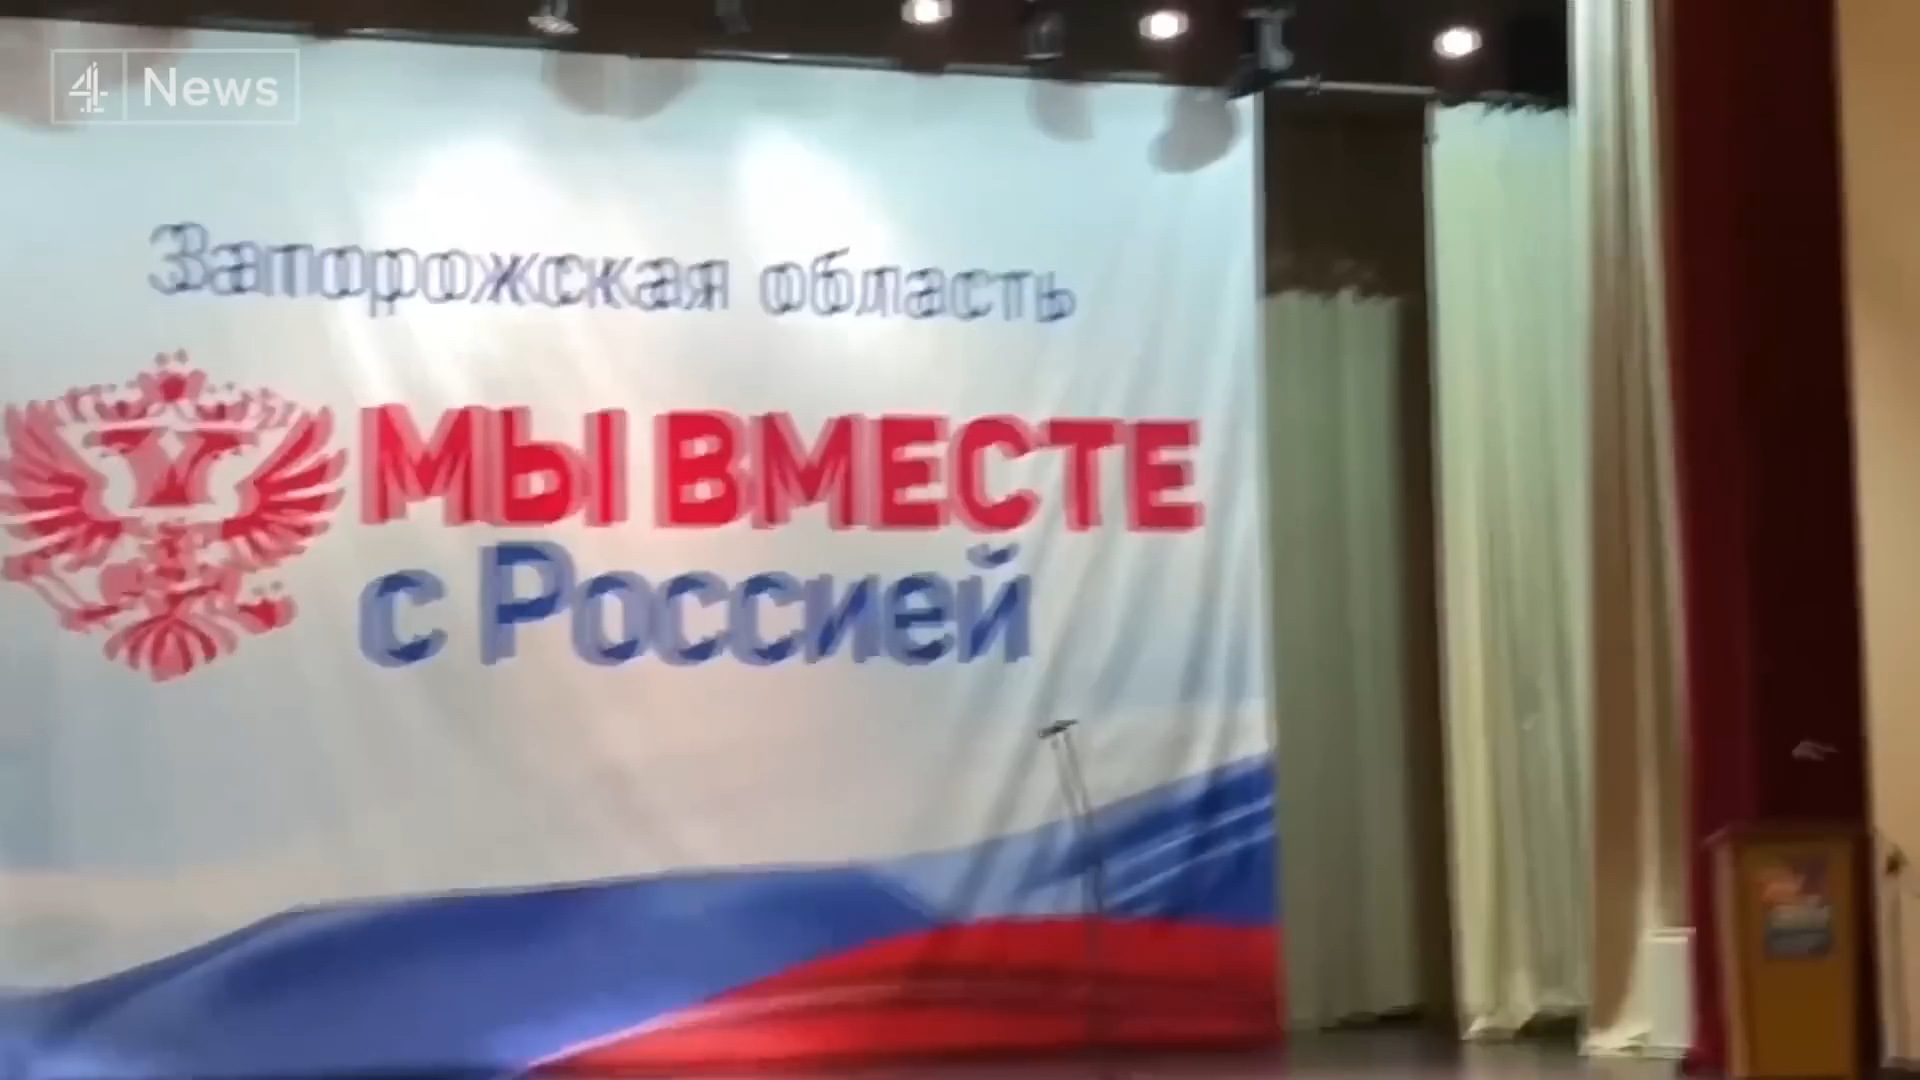 4 News
Запорожская область
МЫ ВМЕСТЕ
с Россией